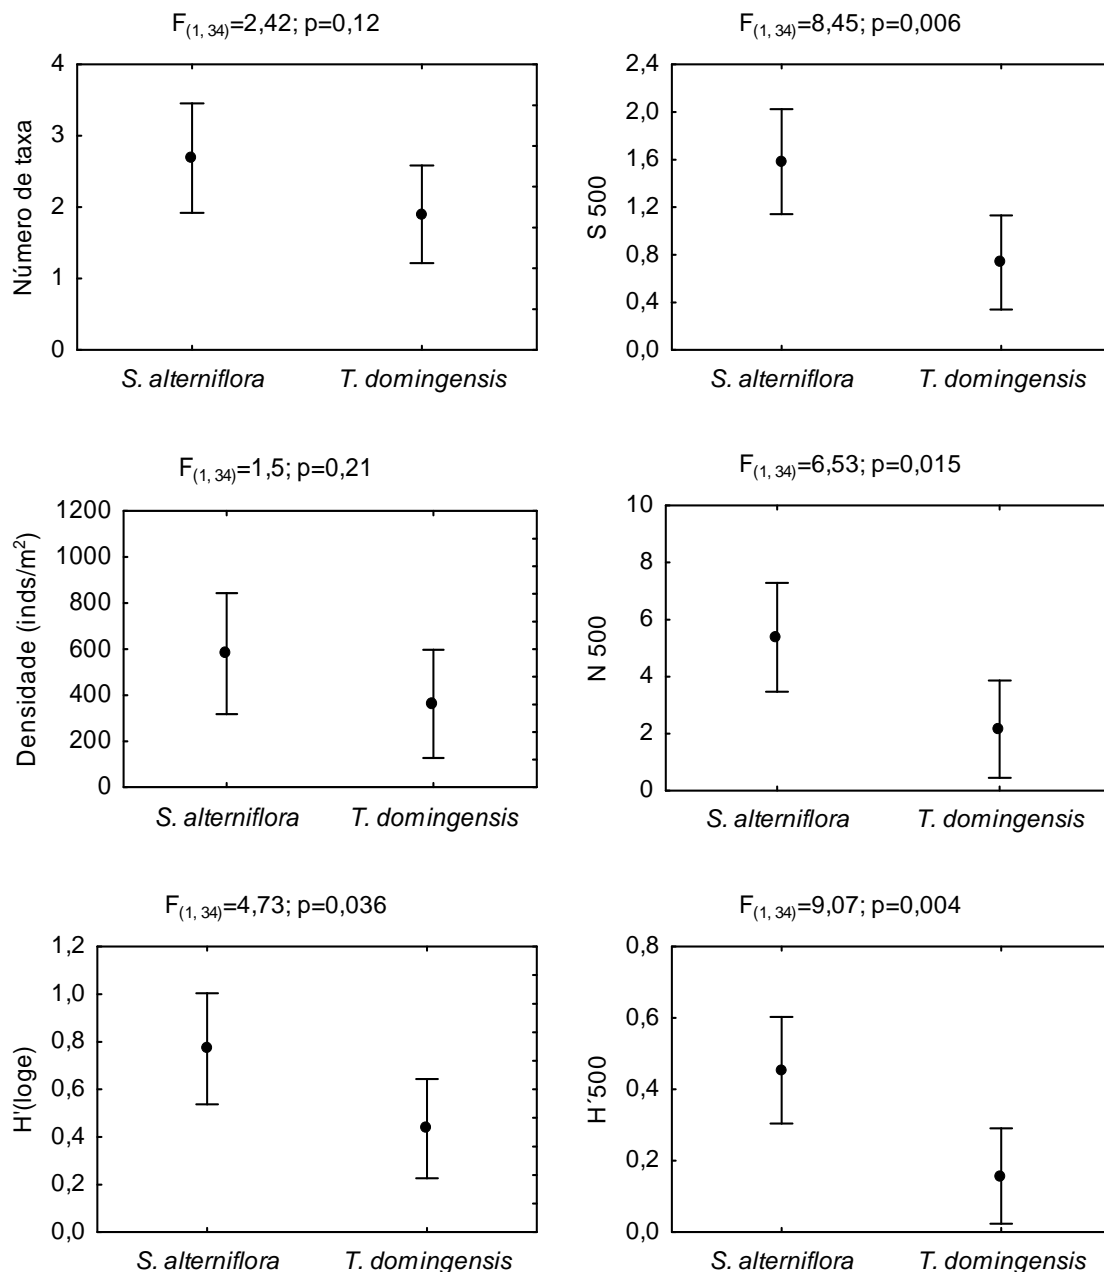 F(1, 34)=2,42; p=0,12
Número de taxa
4
3
2
1
0
S. alterniflora T. domingensis
F(1, 34)=8,45; p=0,006
S 500
2,4
2,0
1,6
1,2
0,8
0,4
0,0
S. alterniflora T. domingensis
F(1, 34)=1,5; p=0,21
Densidade (inds/m²)
1200
1000
800
600
400
200
0
S. alterniflora T. domingensis
F(1, 34)=6,53; p=0,015
N 500
10
8
6
4
2
0
S. alterniflora T. domingensis
F(1, 34)=4,73; p=0,036
H'(loge)
1,2
1,0
0,8
0,6
0,4
0,2
0,0
S. alterniflora T. domingensis
F(1, 34)=9,07; p=0,004
H´500
0,8
0,6
0,4
0,2
0,0
S. alterniflora T. domingensis